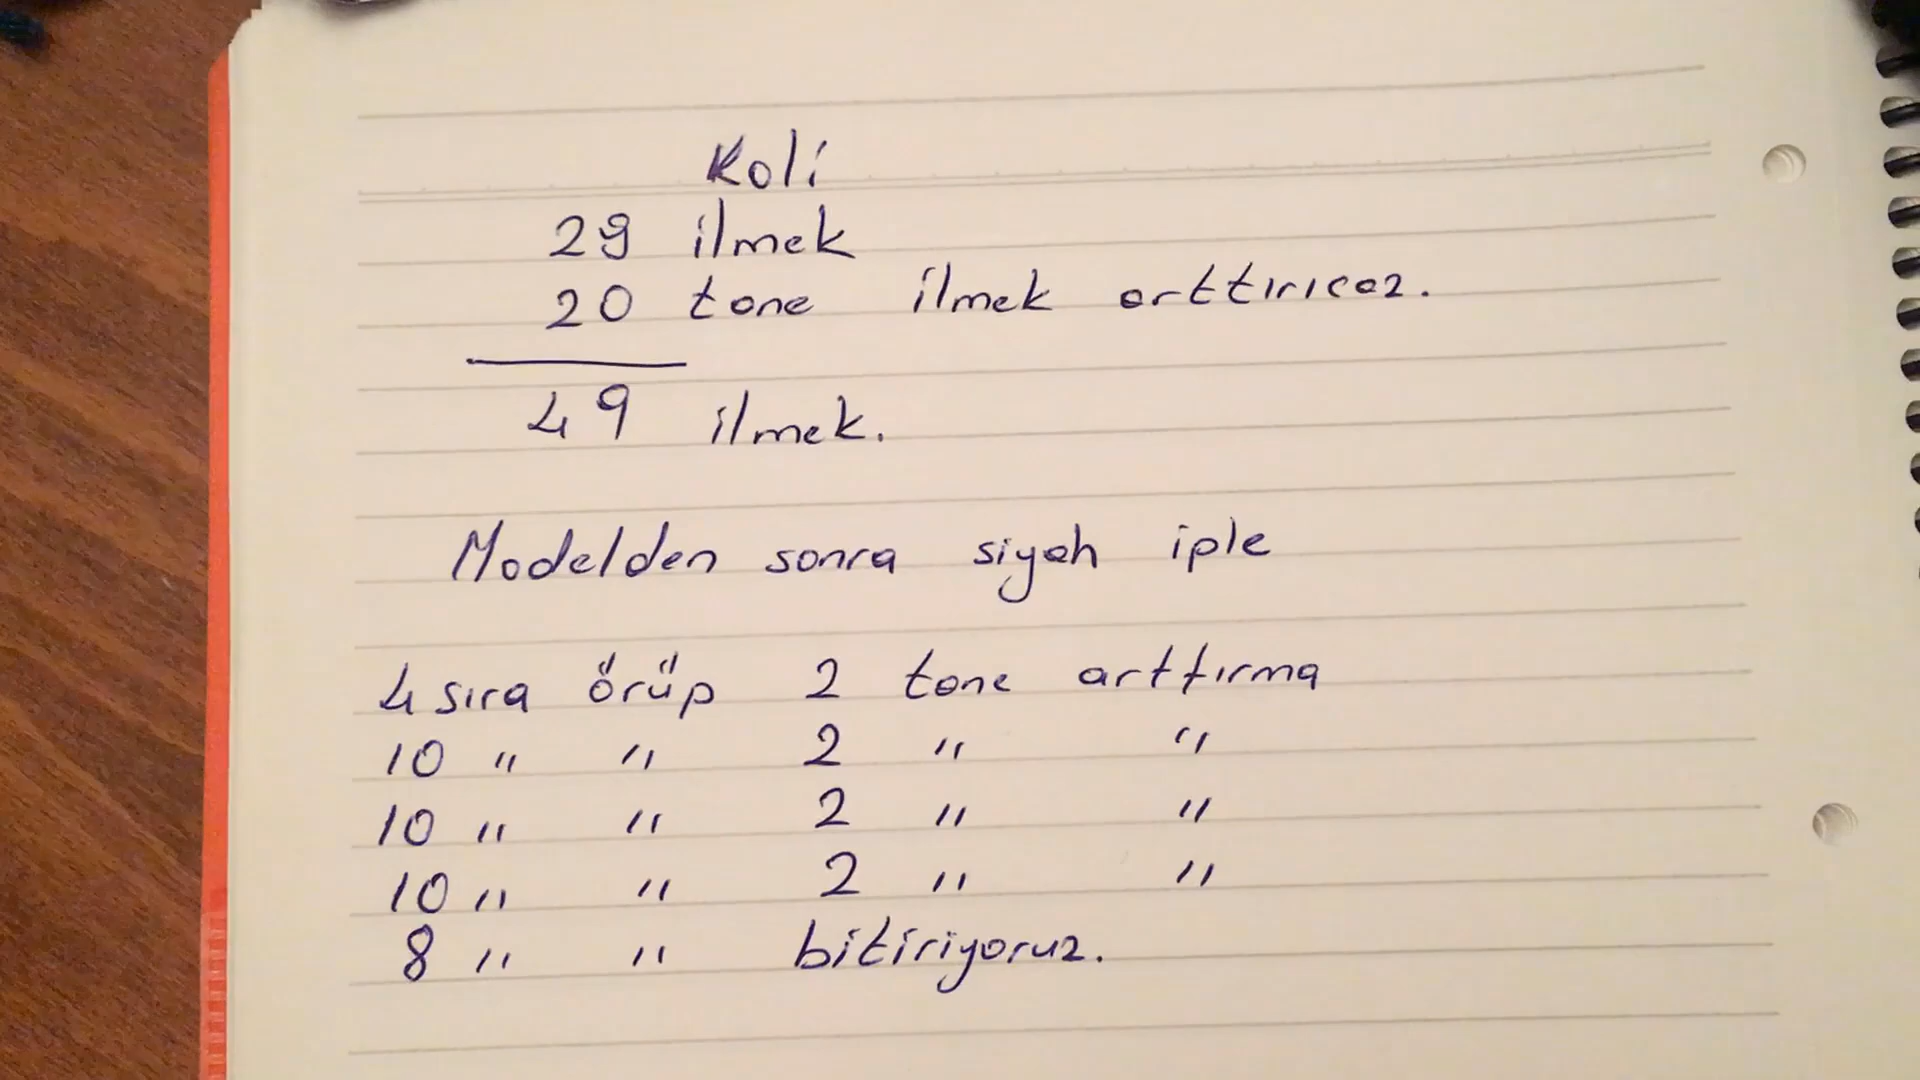 Kolı
29 ilmek
20 tane ilmek arttırıcaz.
49 ilmek.
Modelden sonra siyah iple
4 sıra örüp 2 tane arttırma
10 " " 2 " "
10 " " 2 " "
10 " " 2 " "
8 " " bitiriyoruz.